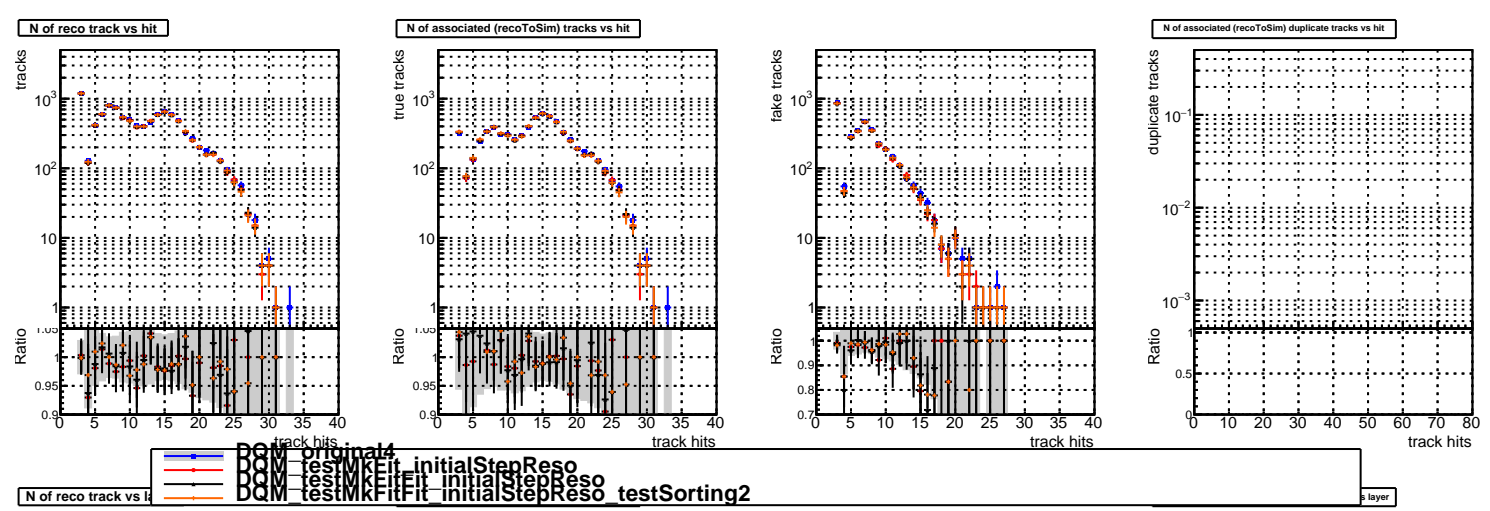 N of reco track vs hit
N of associated (recoToSim) tracks vs hit
N of associated (recoToSim) duplicate tracks vs hit
tracks
10³
10²
10
1
Ratio
1.05
1
0.95
0.9
0 5 10 15 20 25 30 35 40
track hits
true tracks
10³
10²
10
1
Ratio
1.05
1
0.95
0.9
0 5 10 15 20 25 30 35 40
track hits
fake tracks
10³
10²
10
1
Ratio
1
0.9
0.8
0.7
0 5 10 15 20 25 30 35 40
track hits
duplicate tracks
10⁻¹
10⁻²
10⁻³
Ratio
1
0.5
0
0 10 20 30 40 50 60 70 80
track hits
DQM_original4
DQM_testMkFit_initialStepReso
DQM_testMkFitFit_initialStepReso
DQM_testMkFitFit_initialStepReso_testSorting2
N of reco track vs la
s layer